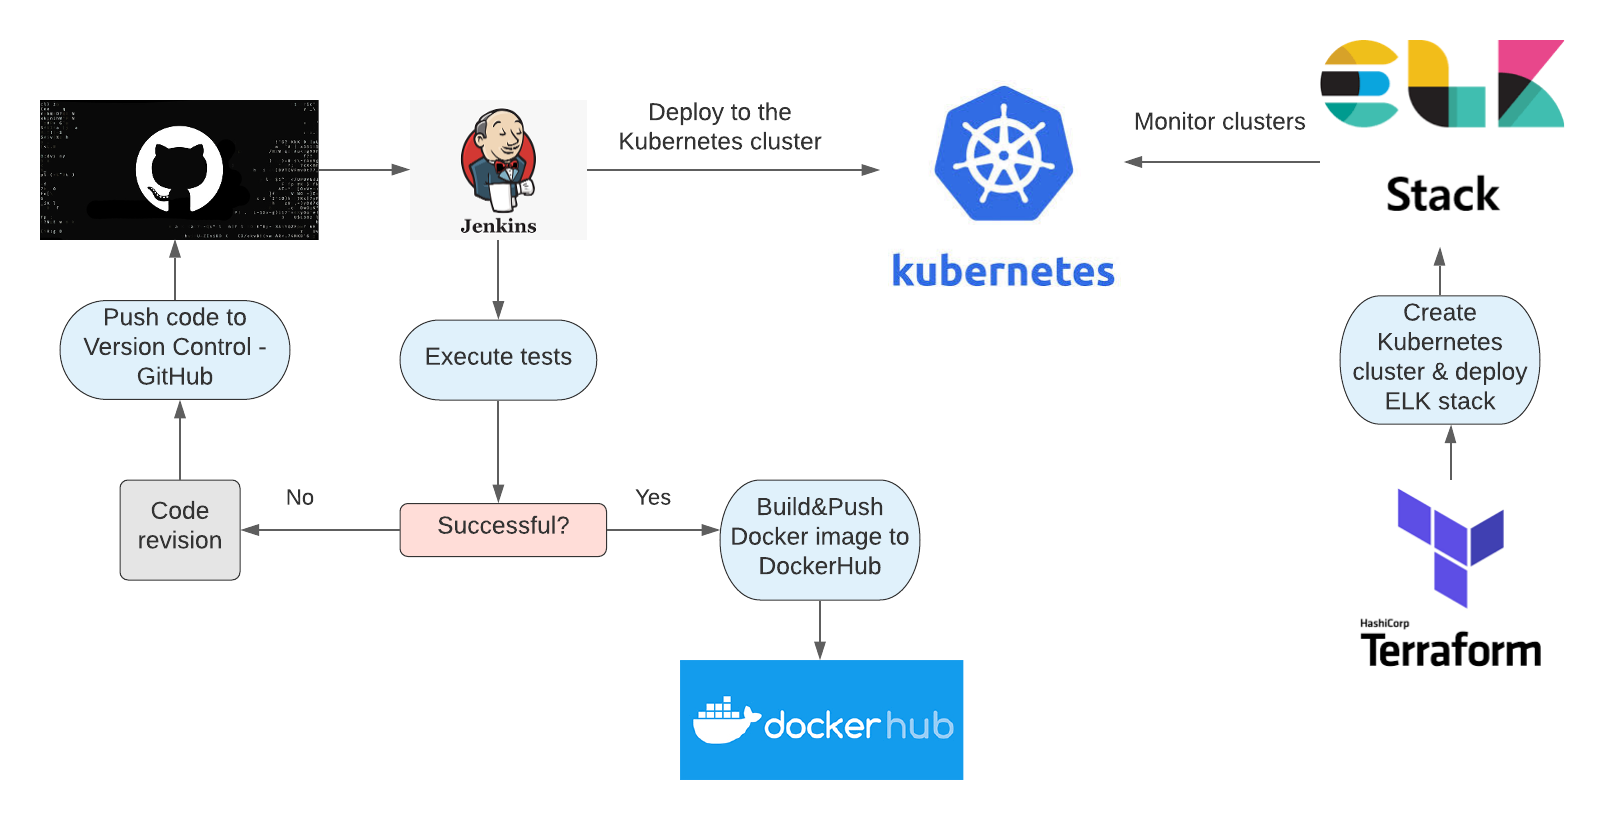 Deploy to the
Kubernetes cluster
Monitor clusters
ELK
Stack
Jenkins
kubernetes
Push code to
Version Control -
GitHub
Execute tests
Create
Kubernetes
cluster & deploy
ELK stack
Code
revision
No
Successful?
Yes
Build&Push
Docker image to
DockerHub
HashiCorp
Terraform
docker hub